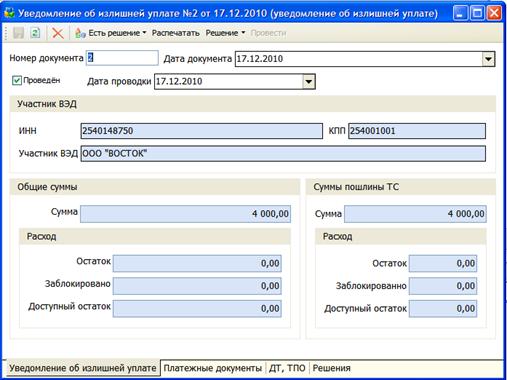 Уведомление об излишней уплате №2 от 17.12.2010 (уведомление об излишней уплате)
Есть решение Распечатать Решение Провести
Номер документа 2 Дата документа 17.12.2010
Проведён Дата проводки 17.12.2010
Участник ВЭД
ИНН 2540148750 КПП 254001001
Участник ВЭД ООО "ВОСТОК"
Общие суммы Суммы пошлины ТС
Сумма 4 000,00 Сумма 4 000,00
Расход Расход
Остаток 0,00 Остаток 0,00
Заблокировано 0,00 Заблокированно 0,00
Доступный остаток 0,00 Доступный остаток 0,00
Уведомление об излишней уплате Платежные документы ДТ, ТПО Решения